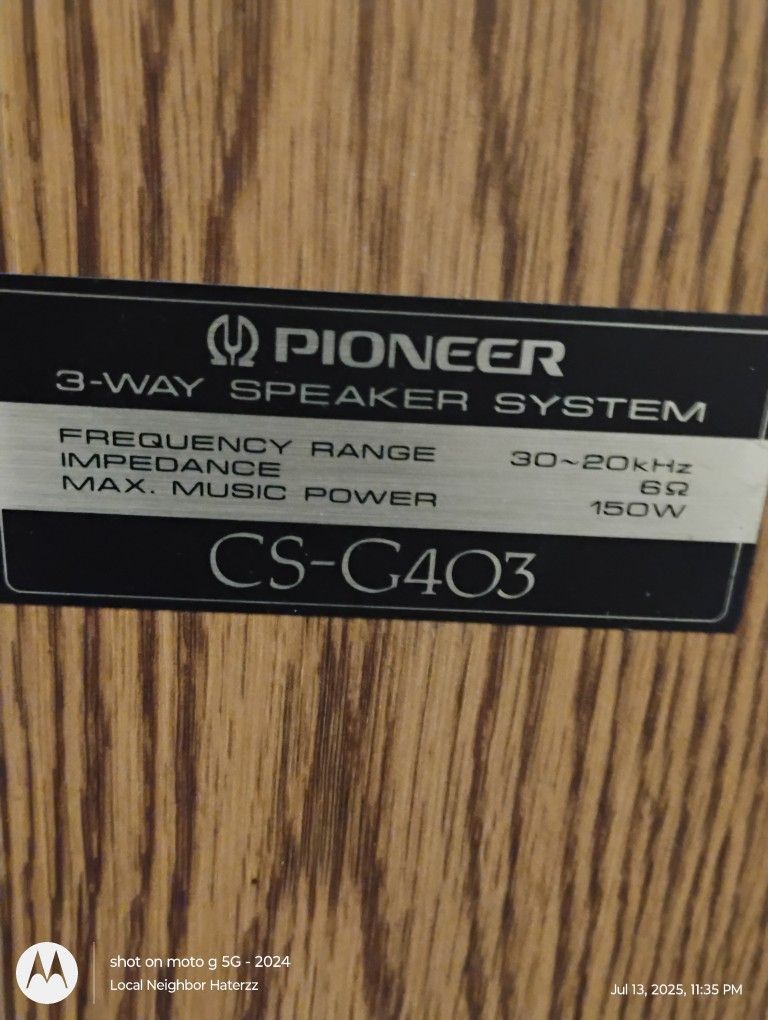 PIONEER
3-WAY SPEAKER SYSTEM
FREQUENCY RANGE 30~20kHz
IMPEDANCE 6Ω
MAX. MUSIC POWER 150W
CS-G403
shot on moto g 5G - 2024
Local Neighbor Haterzz
Jul 13, 2025, 11:35 PM